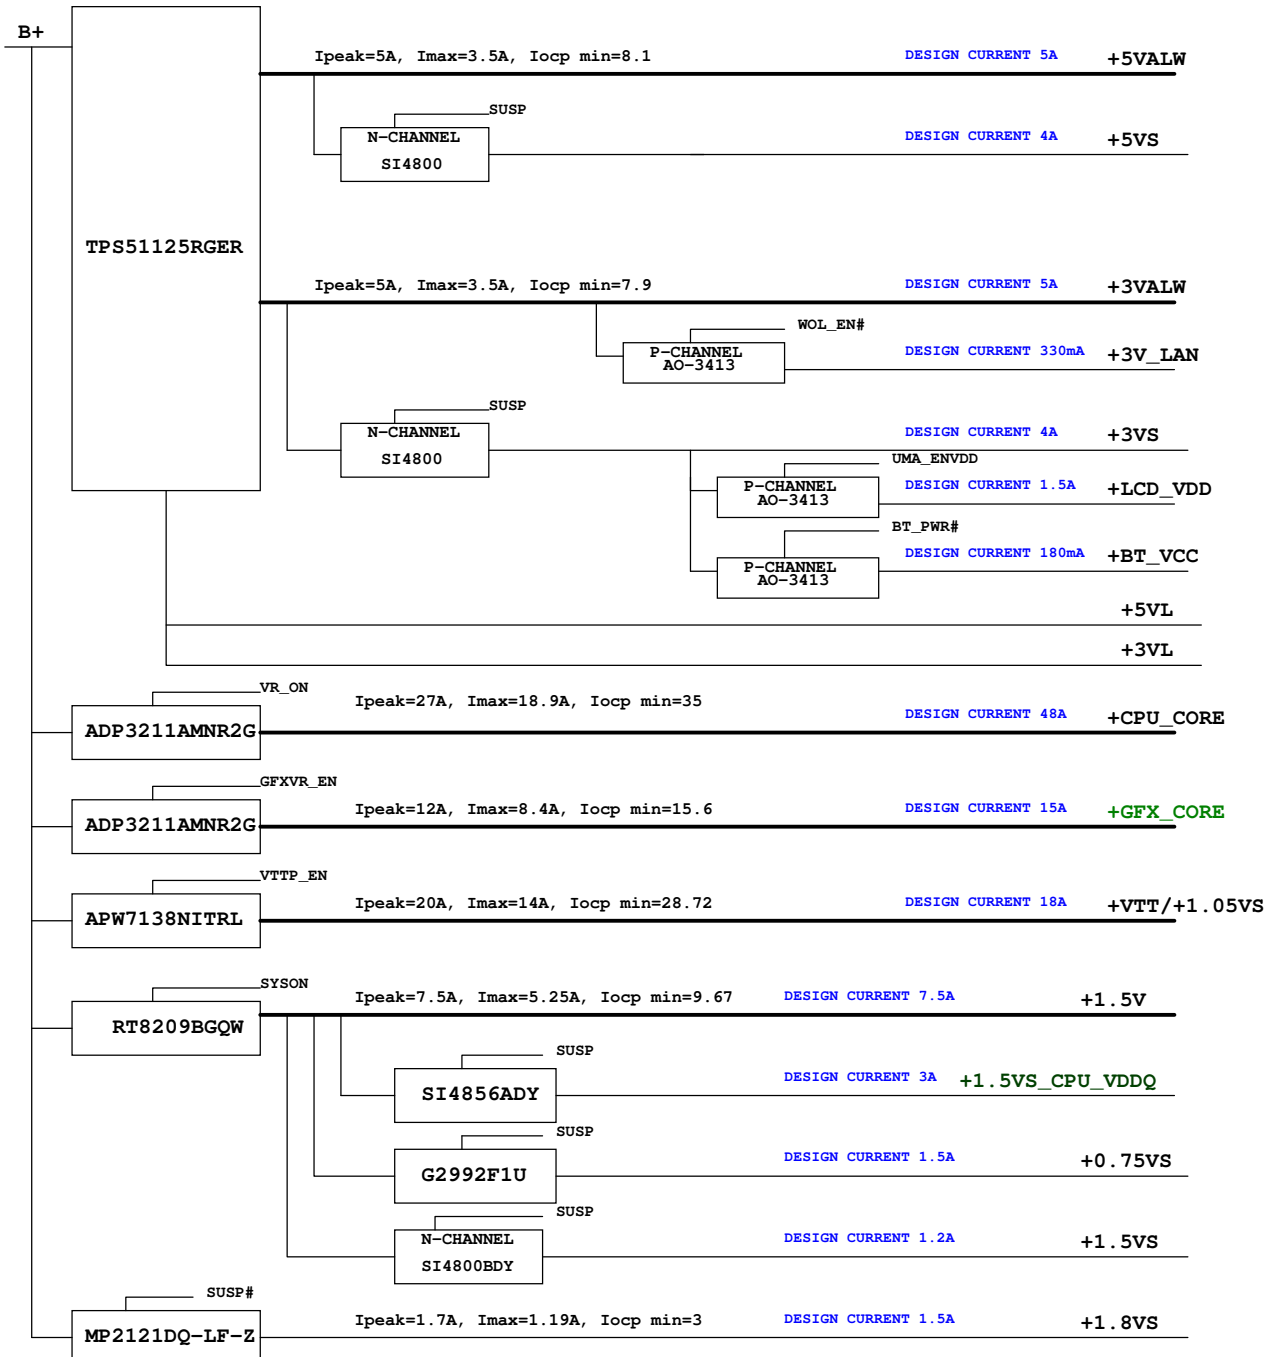 B+
Ipeak=5A, Imax=3.5A, Iocp min=8.1 DESIGN CURRENT 5A +5VALW
SUSP
N-CHANNEL
SI4800
DESIGN CURRENT 4A +5VS
TPS51125RGER
Ipeak=5A, Imax=3.5A, Iocp min=7.9 DESIGN CURRENT 5A +3VALW
WOL_EN#
P-CHANNEL
AO-3413
DESIGN CURRENT 330mA +3V_LAN
SUSP
N-CHANNEL
SI4800
DESIGN CURRENT 4A +3VS
UMA_ENVDD
P-CHANNEL
AO-3413
DESIGN CURRENT 1.5A +LCD_VDD
BT_PWR#
P-CHANNEL
AO-3413
DESIGN CURRENT 180mA +BT_VCC
+5VL
+3VL
VR_ON
ADP3211AMNR2G
Ipeak=27A, Imax=18.9A, Iocp min=35 DESIGN CURRENT 48A +CPU_CORE
GFXVR_EN
ADP3211AMNR2G
Ipeak=12A, Imax=8.4A, Iocp min=15.6 DESIGN CURRENT 15A +GFX_CORE
VTTP_EN
APW7138NITRL
Ipeak=20A, Imax=14A, Iocp min=28.72 DESIGN CURRENT 18A +VTT/+1.05VS
SYSON
RT8209BGQW
Ipeak=7.5A, Imax=5.25A, Iocp min=9.67 DESIGN CURRENT 7.5A +1.5V
SUSP
SI4856ADY
DESIGN CURRENT 3A +1.5VS_CPU_VDDQ
SUSP
G2992F1U
DESIGN CURRENT 1.5A +0.75VS
SUSP
N-CHANNEL
SI4800BDY
DESIGN CURRENT 1.2A +1.5VS
SUSP#
MP2121DQ-LF-Z
Ipeak=1.7A, Imax=1.19A, Iocp min=3 DESIGN CURRENT 1.5A +1.8VS